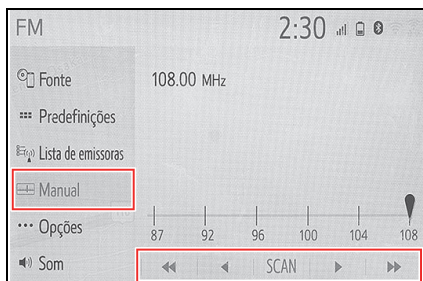 FM 2:30
Fonte
108.00 MHz
Predefinições
Lista de emissoras
Manual
Opções
87 92 96 100 104 108
Som
SCAN